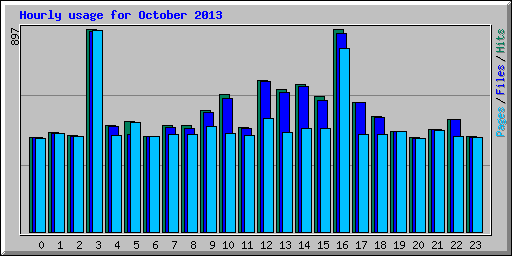 Hourly usage for October 2013
897
Pages / Files / Hits
0 1 2 3 4 5 6 7 8 9 10 11 12 13 14 15 16 17 18 19 20 21 22 23